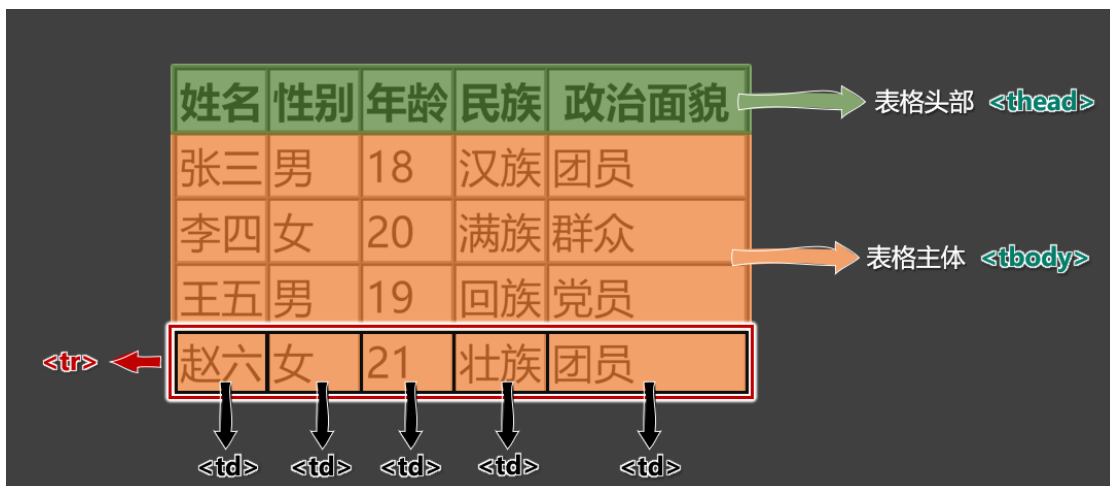 姓名 性别 年龄 民族 政治面貌 表格头部 <thead>
张三 男 18 汉族 团员
李四 女 20 满族 群众
表格主体 <tbody>
王五 男 19 回族 党员
<tr> 赵六 女 21 壮族 团员
<td> <td> <td> <td> <td>